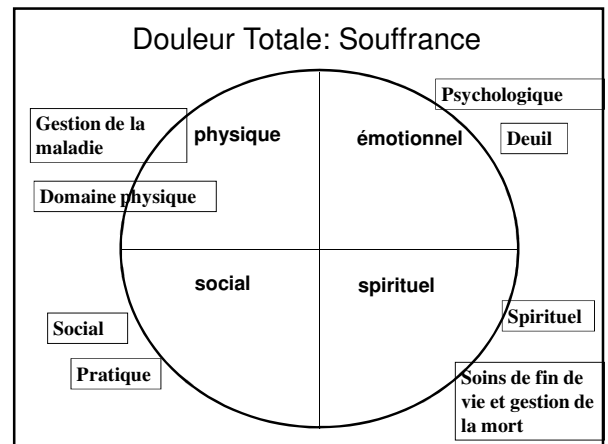 Douleur Totale: Souffrance
Psychologique
Gestion de la
maladie
physique
émotionnel
Deuil
Domaine physique
social
spirituel
Social
Spirituel
Pratique
Soins de fin de
vie et gestion de
la mort